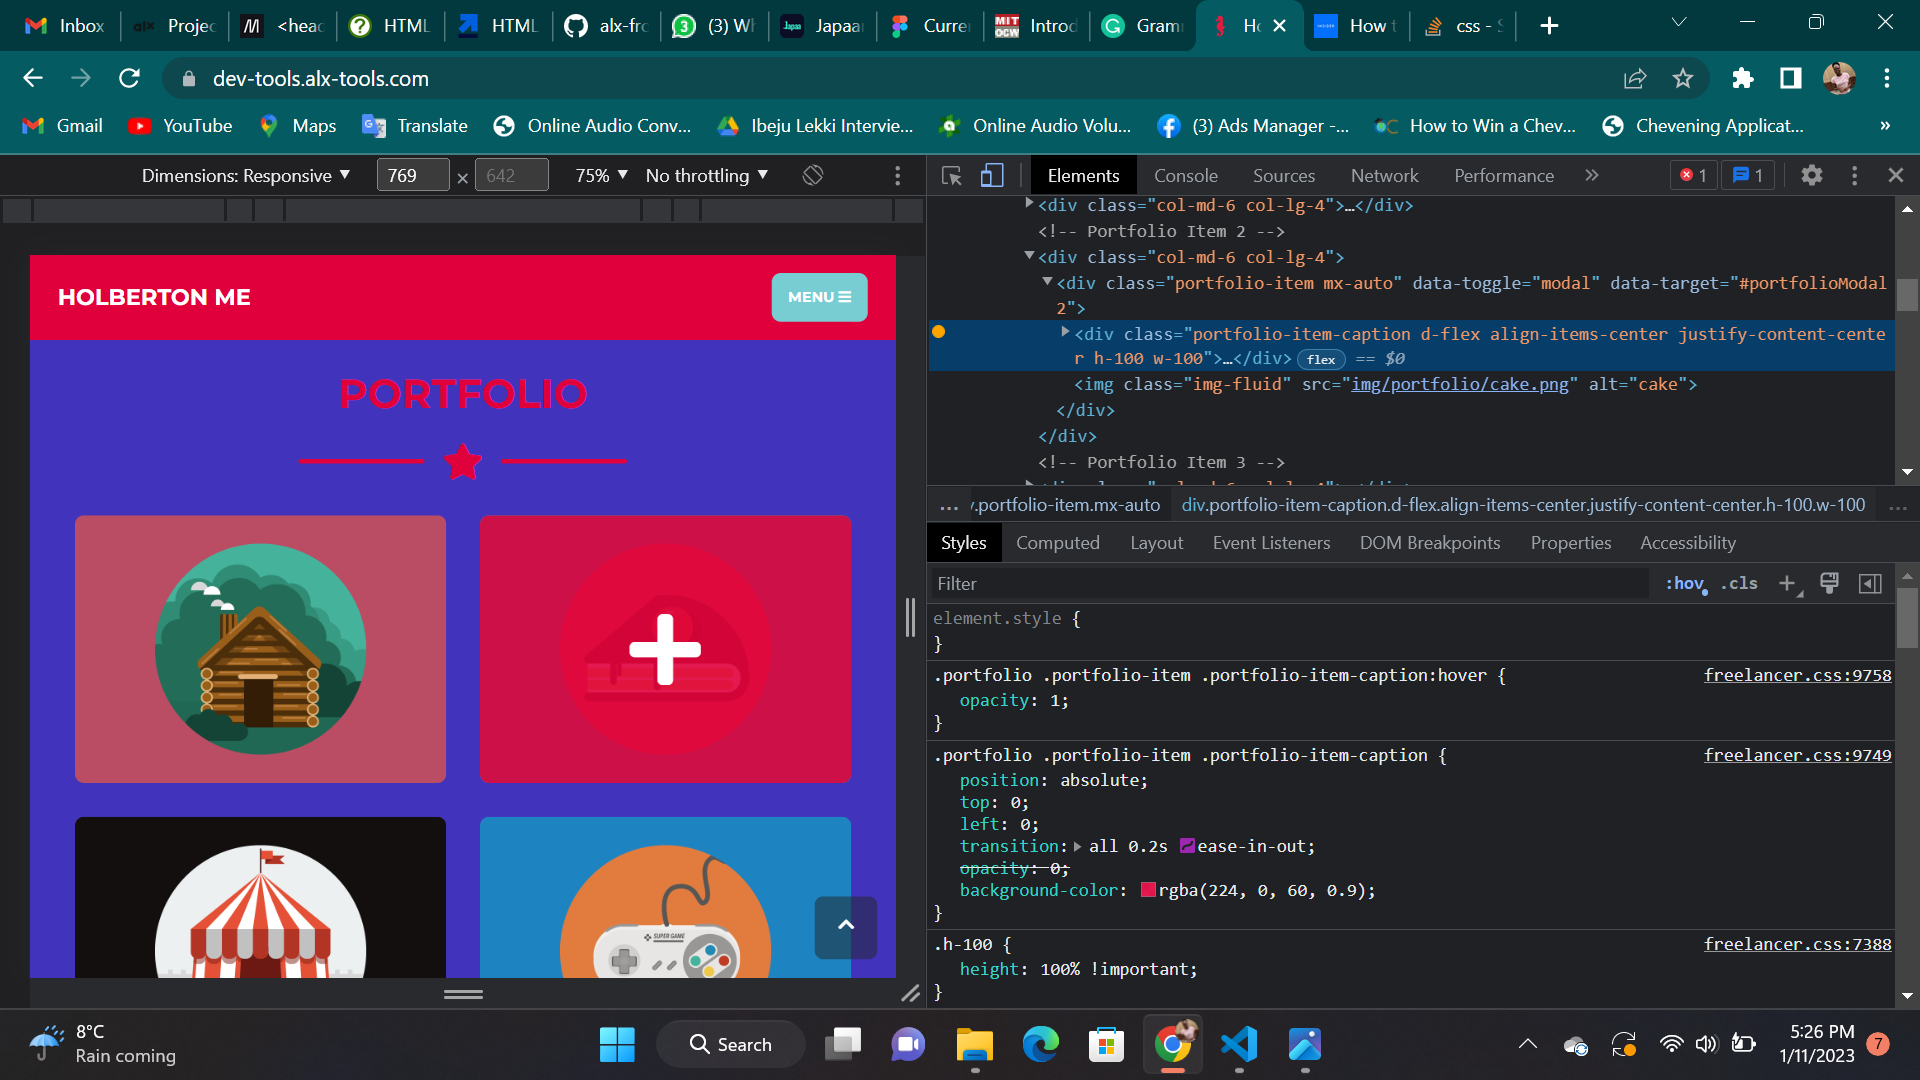 Inbox
Projec
<head
HTML
HTML
alx-fro
(3) Wh
Japaa
Curre
Introd
Gram
Ho
How t
css - S
dev-tools.alx-tools.com
Gmail
YouTube
Maps
Translate
Online Audio Conv...
Ibeju Lekki Intervie...
Online Audio Volu...
(3) Ads Manager -...
How to Win a Chev...
Chevening Applicat...
»
Dimensions: Responsive
769
×
642
75%
No throttling
Elements
Console
Sources
Network
Performance
»
1
1
<div class="col-md-6 col-lg-4">…</div>
<!-- Portfolio Item 2 -->
<div class="col-md-6 col-lg-4">
<div class="portfolio-item mx-auto" data-toggle="modal" data-target="#portfolioModal
2">
<div class="portfolio-item-caption d-flex align-items-center justify-content-cente
r h-100 w-100">…</div> flex == $0
<img class="img-fluid" src="img/portfolio/cake.png" alt="cake">
</div>
</div>
<!-- Portfolio Item 3 -->
... v.portfolio-item.mx-auto div.portfolio-item-caption.d-flex.align-items-center.justify-content-center.h-100.w-100 ...
Styles
Computed
Layout
Event Listeners
DOM Breakpoints
Properties
Accessibility
Filter
:hov
.cls
element.style {
}
.portfolio .portfolio-item .portfolio-item-caption:hover {
freelancer.css:9758
opacity: 1;
}
.portfolio .portfolio-item .portfolio-item-caption {
freelancer.css:9749
position: absolute;
top: 0;
left: 0;
transition: all 0.2s ease-in-out;
opacity: 0;
background-color: rgba(224, 0, 60, 0.9);
}
.h-100 {
freelancer.css:7388
height: 100% !important;
}
HOLBERTON ME
MENU
PORTFOLIO
SUPER GAME
8°C
Rain coming
Search
5:26 PM
1/11/2023
7